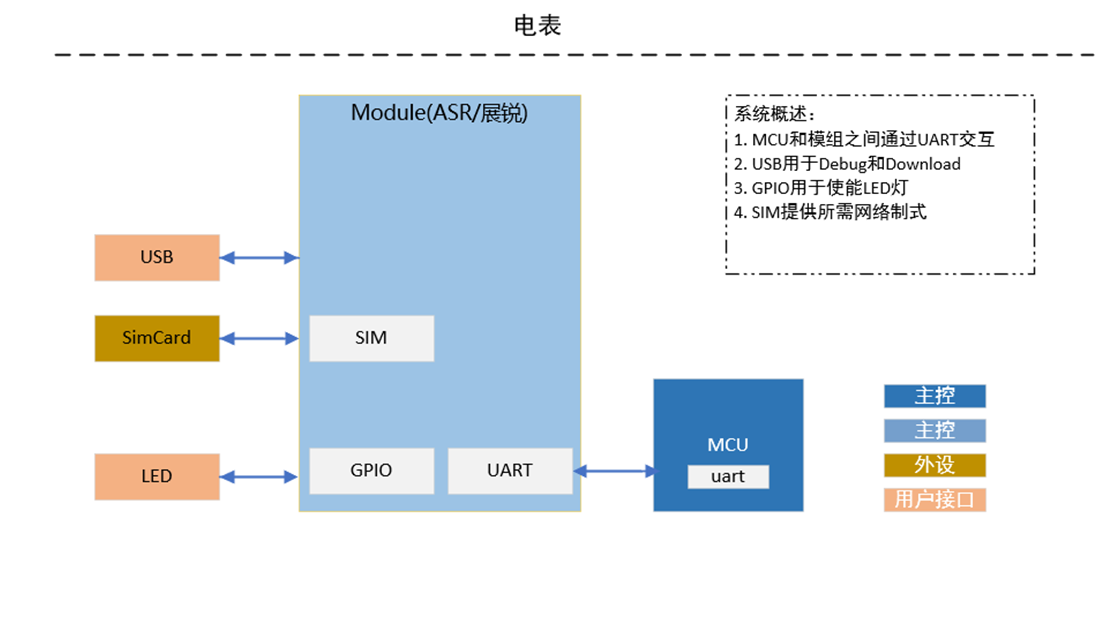 电表
Module(ASR/展锐)
系统概述：
1. MCU和模组之间通过UART交互
2. USB用于Debug和Download
3. GPIO用于使能LED灯
4. SIM提供所需网络制式
USB
SimCard
SIM
LED
GPIO
UART
MCU
uart
主控
主控
外设
用户接口